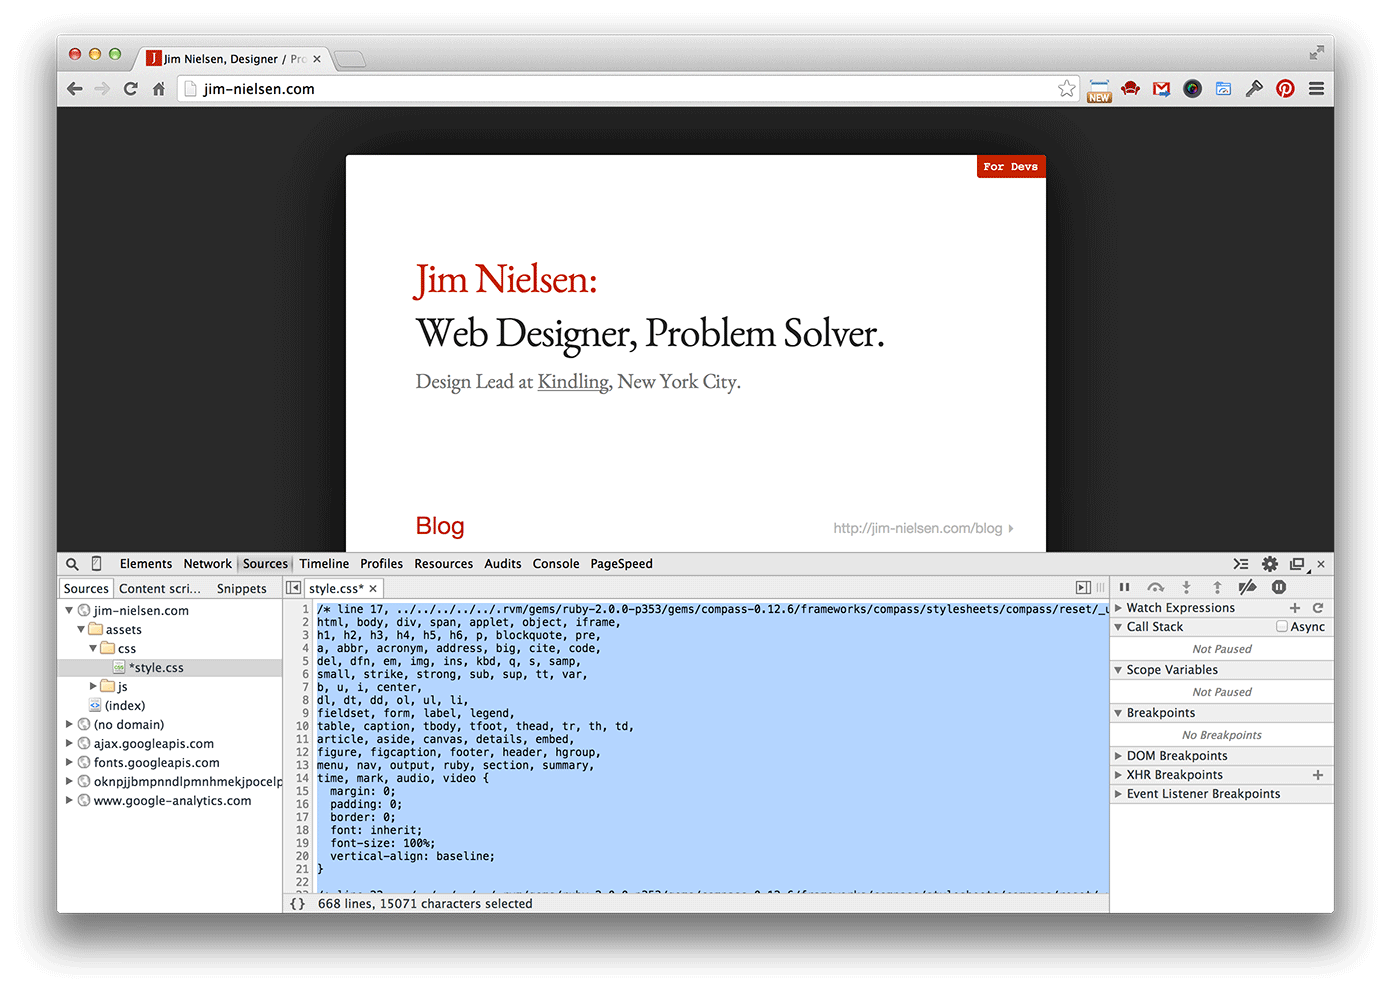 Jim Nielsen, Designer / Pro
jim-nielsen.com
NEW
For Devs
Jim Nielsen:
Web Designer, Problem Solver.
Design Lead at Kindling, New York City.
Blog
http://jim-nielsen.com/blog
Elements Network Sources Timeline Profiles Resources Audits Console PageSpeed
Sources Content scri... Snippets
jim-nielsen.com
assets
css
*style.css
js
(index)
(no domain)
ajax.googleapis.com
fonts.googleapis.com
oknpjjbmpnndlpmnhmekjpocelp
www.google-analytics.com
style.css*
1 /* line 17, ../../../../../.rvm/gems/ruby-2.0.0-p353/gems/compass-0.12.6/frameworks/compass/stylesheets/compass/reset/_u
2 html, body, div, span, applet, object, iframe,
3 h1, h2, h3, h4, h5, h6, p, blockquote, pre,
4 a, abbr, acronym, address, big, cite, code,
5 del, dfn, em, img, ins, kbd, q, s, samp,
6 small, strike, strong, sub, sup, tt, var,
7 b, u, i, center,
8 dl, dt, dd, ol, ul, li,
9 fieldset, form, label, legend,
10 table, caption, tbody, tfoot, thead, tr, th, td,
11 article, aside, canvas, details, embed,
12 figure, figcaption, footer, header, hgroup,
13 menu, nav, output, ruby, section, summary,
14 time, mark, audio, video {
15 margin: 0;
16 padding: 0;
17 border: 0;
18 font: inherit;
19 font-size: 100%;
20 vertical-align: baseline;
21 }
22
{} 668 lines, 15071 characters selected
Watch Expressions
Call Stack Async
Not Paused
Scope Variables
Not Paused
Breakpoints
No Breakpoints
DOM Breakpoints
XHR Breakpoints
Event Listener Breakpoints